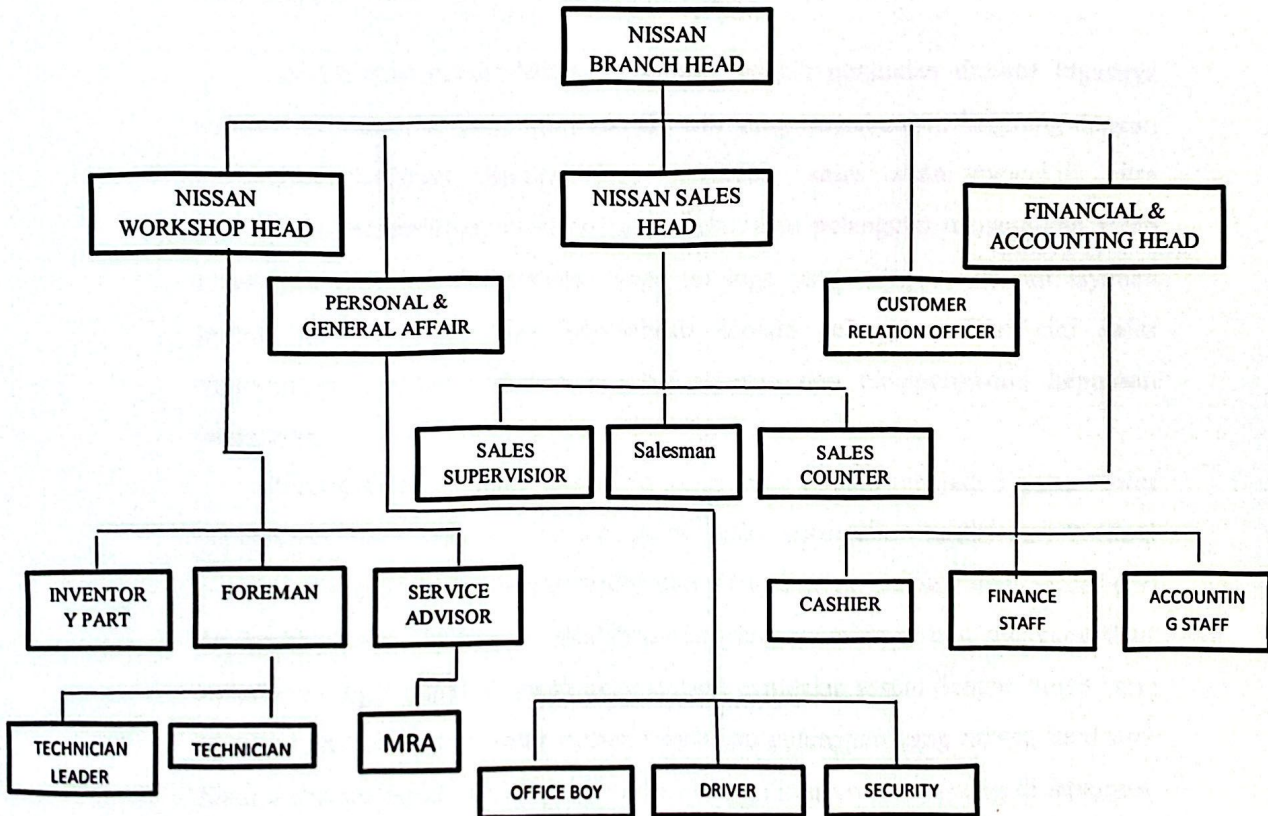 NISSAN
BRANCH HEAD
NISSAN
WORKSHOP HEAD
NISSAN SALES
HEAD
FINANCIAL &
ACCOUNTING HEAD
PERSONAL &
GENERAL AFFAIR
CUSTOMER
RELATION OFFICER
SALES
SUPERVISIOR
Salesman
SALES
COUNTER
INVENTOR
Y PART
FOREMAN
SERVICE
ADVISOR
CASHIER
FINANCE
STAFF
ACCOUNTIN
G STAFF
TECHNICIAN
LEADER
TECHNICIAN
MRA
OFFICE BOY
DRIVER
SECURITY